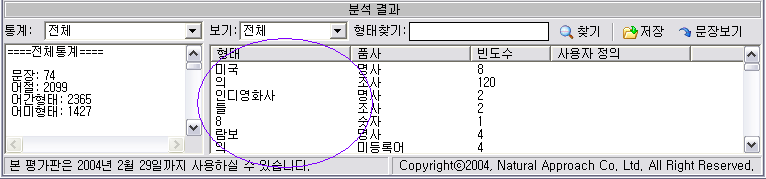 분석 결과
통계: 전체 보기: 전체 형태찾기: 찾기 저장 문장보기
====전체통계====
문장: 74
어절: 2099
어간형태: 2365
어미형태: 1427
형태 품사 빈도수 사용자 정의
미국 명사 8
의 조사 120
인디영화사 명사 2
들 조사 2
8 숫자 1
람보 명사 4
의 미등록어 4
본 평가판은 2004년 2월 29일까지 사용하실 수 있습니다. Copyright©2004, Natural Approach Co, Ltd, All Right Reserved,